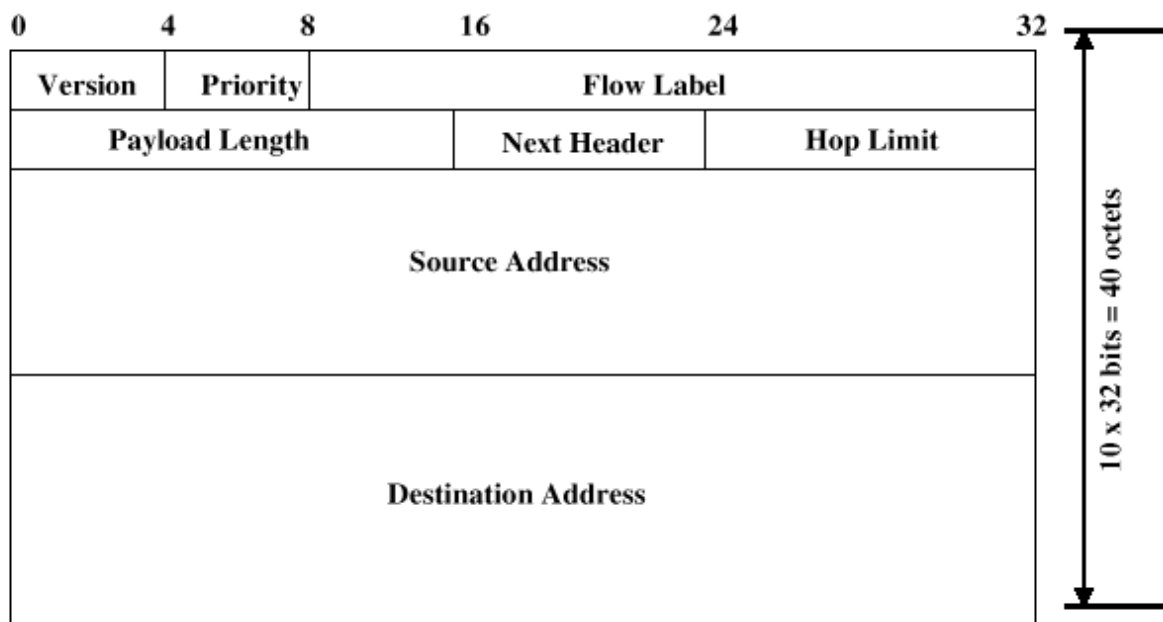 0 4 8 16 24 32
Version Priority Flow Label
Payload Length Next Header Hop Limit
Source Address
Destination Address
10 x 32 bits = 40 octets